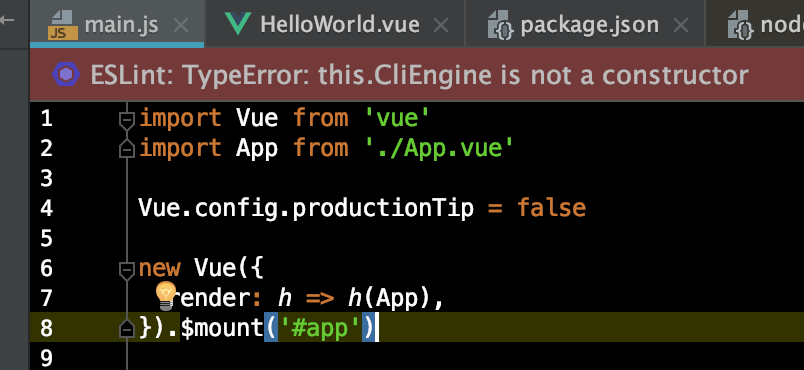 main.js HelloWorld.vue package.json node
ESLint: TypeError: this.CliEngine is not a constructor
1 import Vue from 'vue'
2 import App from './App.vue'
3
4 Vue.config.productionTip = false
5
6 new Vue({
7 render: h => h(App),
8 }).$mount('#app')
9